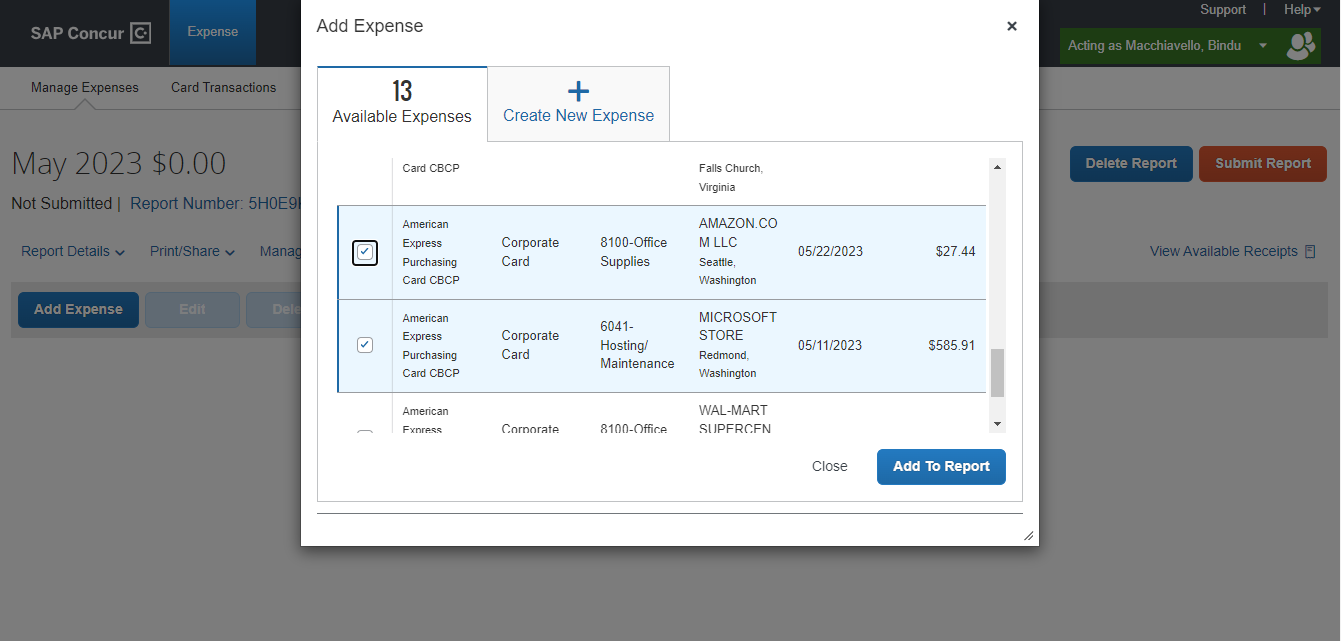 SAP Concur C
Expense
Support | Help
Acting as Macchiavello, Bindu
Manage Expenses
Card Transactions
May 2023 $0.00
Not Submitted | Report Number: 5H0E9
Delete Report
Submit Report
Report Details
Print/Share
Manag
View Available Receipts
Add Expense
Edit
Dele
Add Expense
×
13
Available Expenses
+
Create New Expense
Card CBCP
Falls Church,
Virginia
American
Express
Purchasing
Card CBCP
Corporate
Card
8100-Office
Supplies
AMAZON.CO
M LLC
Seattle,
Washington
05/22/2023
$27.44
American
Express
Purchasing
Card CBCP
Corporate
Card
6041-
Hosting/
Maintenance
MICROSOFT
STORE
Redmond,
Washington
05/11/2023
$585.91
American
Express
Corporate
8100-Office
WAL-MART
SUPERCEN
Close
Add To Report